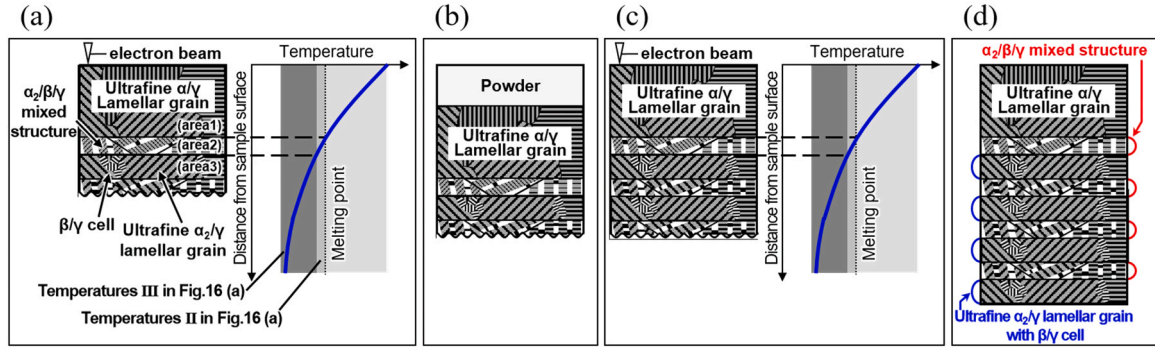 (a)
electron beam
Temperature
α₂/β/γ
mixed
structure
Ultrafine α/γ
Lamellar grain
(area1)
(area2)
(area3)
β/γ cell
Ultrafine α₂/γ
lamellar grain
Distance from sample surface
Melting point
Temperatures III in Fig.16 (a)
Temperatures II in Fig.16 (a)
(b)
Powder
Ultrafine α/γ
Lamellar grain
(c)
electron beam
Temperature
Ultrafine α/γ
Lamellar grain
Distance from sample surface
Melting point
(d)
α₂/β/γ mixed structure
Ultrafine α/γ
Lamellar grain
Ultrafine α₂/γ lamellar grain
with β/γ cell